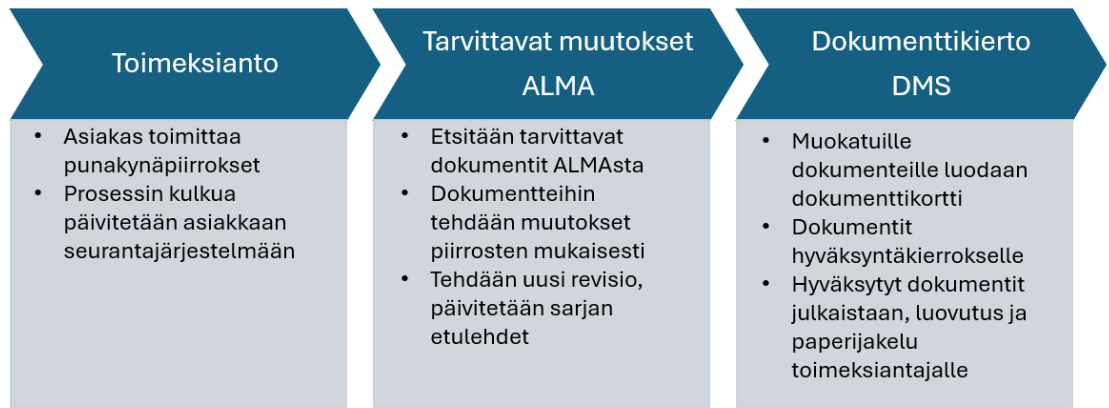 Toimeksianto
• Asiakas toimittaa
punakynäpiirrokset
• Prosessin kulkua
päivitetään asiakkaan
seurantajärjestelmään
Tarvittavat muutokset
ALMA
• Etsitään tarvittavat
dokumentit ALMAsta
• Dokumentteihin
tehdään muutokset
piirrosten mukaisesti
• Tehdään uusi revisio,
päivitetään sarjan
etulehdet
Dokumenttikierto
DMS
• Muokatuille
dokumenteille luodaan
dokumenttikortti
• Dokumentit
hyväksyntäkierrokselle
• Hyväksytyt dokumentit
julkaistaan, luovutus ja
paperijakelu
toimeksiantajalle